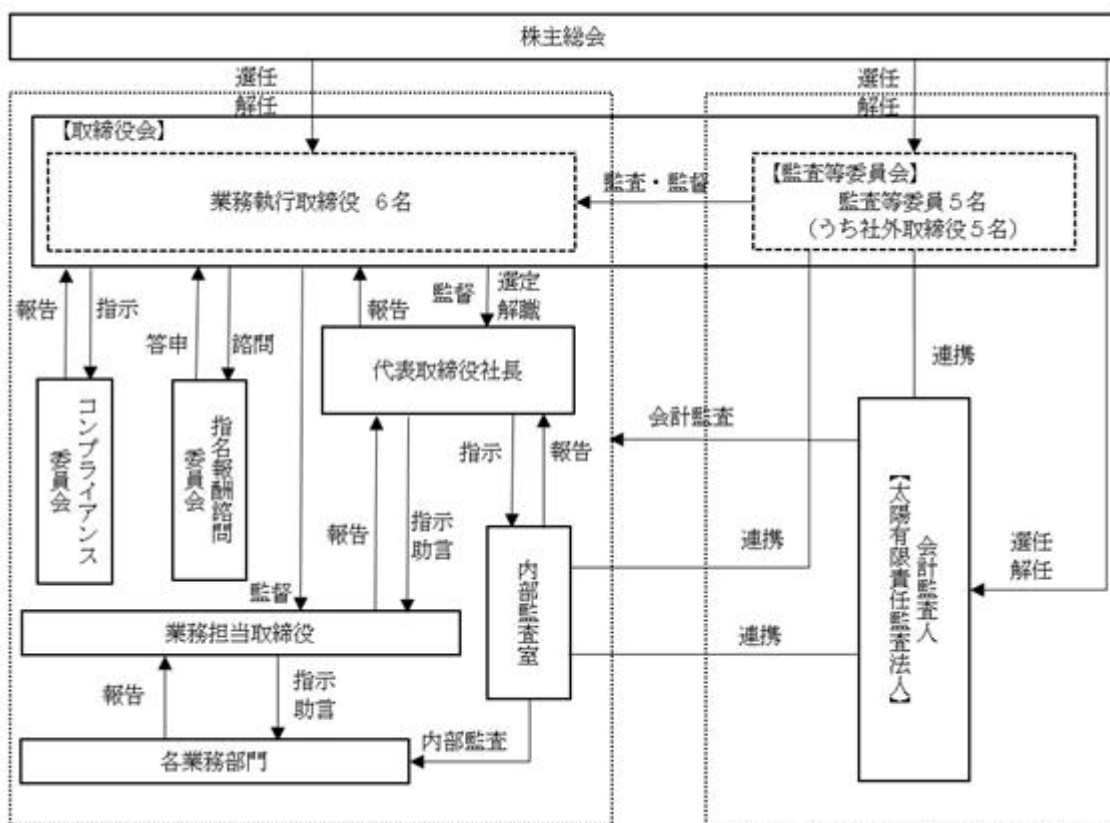 株主総会
選任
解任
選任
解任
【取締役会】
業務執行取締役 6名
監査・監督
【監査等委員会】
監査等委員5名
(うち社外取締役5名)
報告
指示
答申
諮問
報告
監督
選定
解職
代表取締役社長
連携
コンプライアンス
委員会
指名報酬諮問
委員会
会計監査
報告
指示
助言
指示
報告
監督
内部監査室
連携
連携
会計監査人
【太陽有限責任監査法人】
選任
解任
業務担当取締役
報告
指示
助言
内部監査
各業務部門